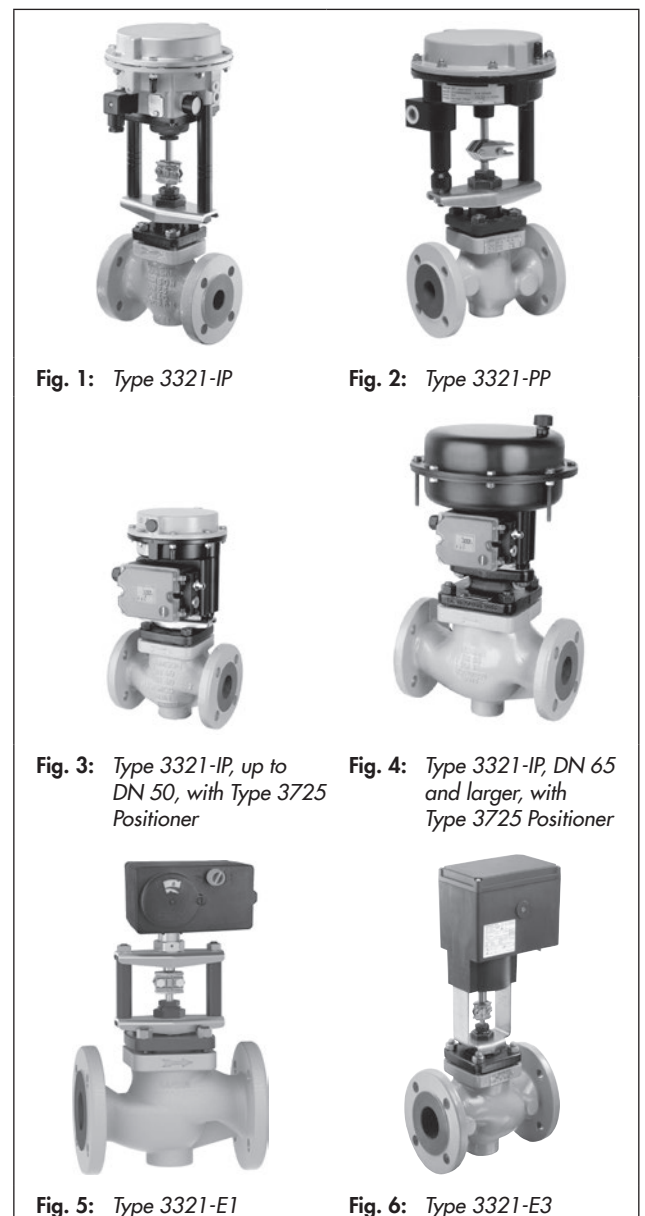 Fig. 1: Type 3321-IP
Fig. 2: Type 3321-PP
Fig. 3: Type 3321-IP, up to
DN 50, with Type 3725
Positioner
Fig. 4: Type 3321-IP, DN 65
and larger, with
Type 3725 Positioner
Fig. 5: Type 3321-E1
Fig. 6: Type 3321-E3